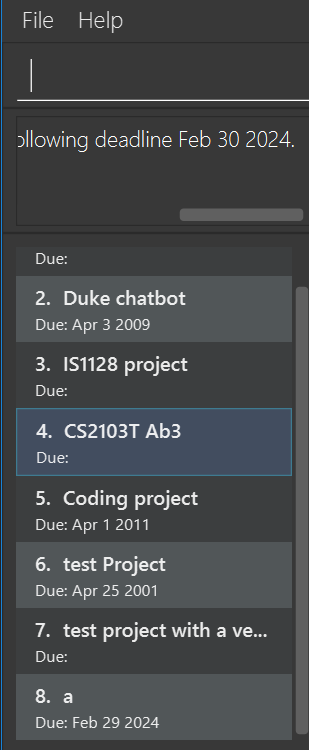 File Help
ollowing deadline Feb 30 2024.
Due:
2. Duke chatbot
Due: Apr 3 2009
3. IS1128 project
Due:
4. CS2103T Ab3
Due:
5. Coding project
Due: Apr 1 2011
6. test Project
Due: Apr 25 2001
7. test project with a ve...
Due:
8. a
Due: Feb 29 2024